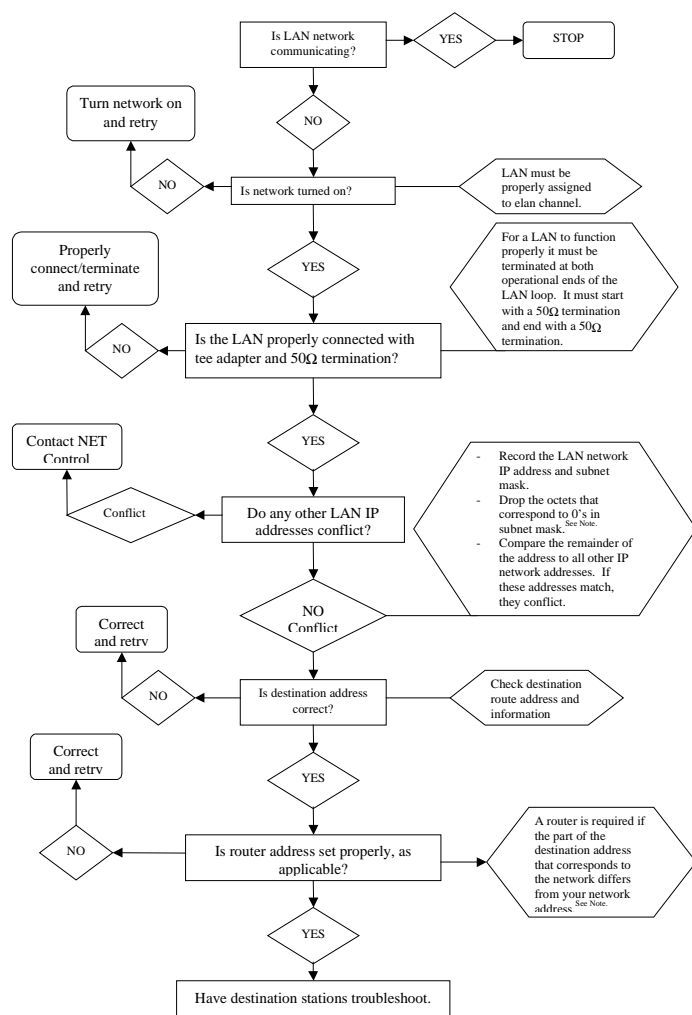 Is LAN network
communicating?
YES
STOP
NO
Turn network on
and retry
NO
Is network turned on?
LAN must be
properly assigned
to elan channel.
YES
Properly
connect/terminate
and retry
For a LAN to function
properly it must be
terminated at both
operational ends of the
LAN loop. It must start
with a 50Ω termination
and end with a 50Ω
termination.
NO
Is the LAN properly connected with
tee adapter and 50Ω termination?
YES
Contact NET
Control
Conflict
Do any other LAN IP
addresses conflict?
- Record the LAN network
IP address and subnet
mask.
- Drop the octets that
correspond to 0's in
subnet mask.See Note.
- Compare the remainder of
the address to all other IP
network addresses. If
these addresses match,
they conflict.
NO
Conflict
Correct
and retry
NO
Is destination address
correct?
Check destination
route address and
information
YES
Correct
and retry
NO
Is router address set properly, as
applicable?
A router is required if
the part of the
destination address
that corresponds to
the network differs
from your network
address.See Note.
YES
Have destination stations troubleshoot.